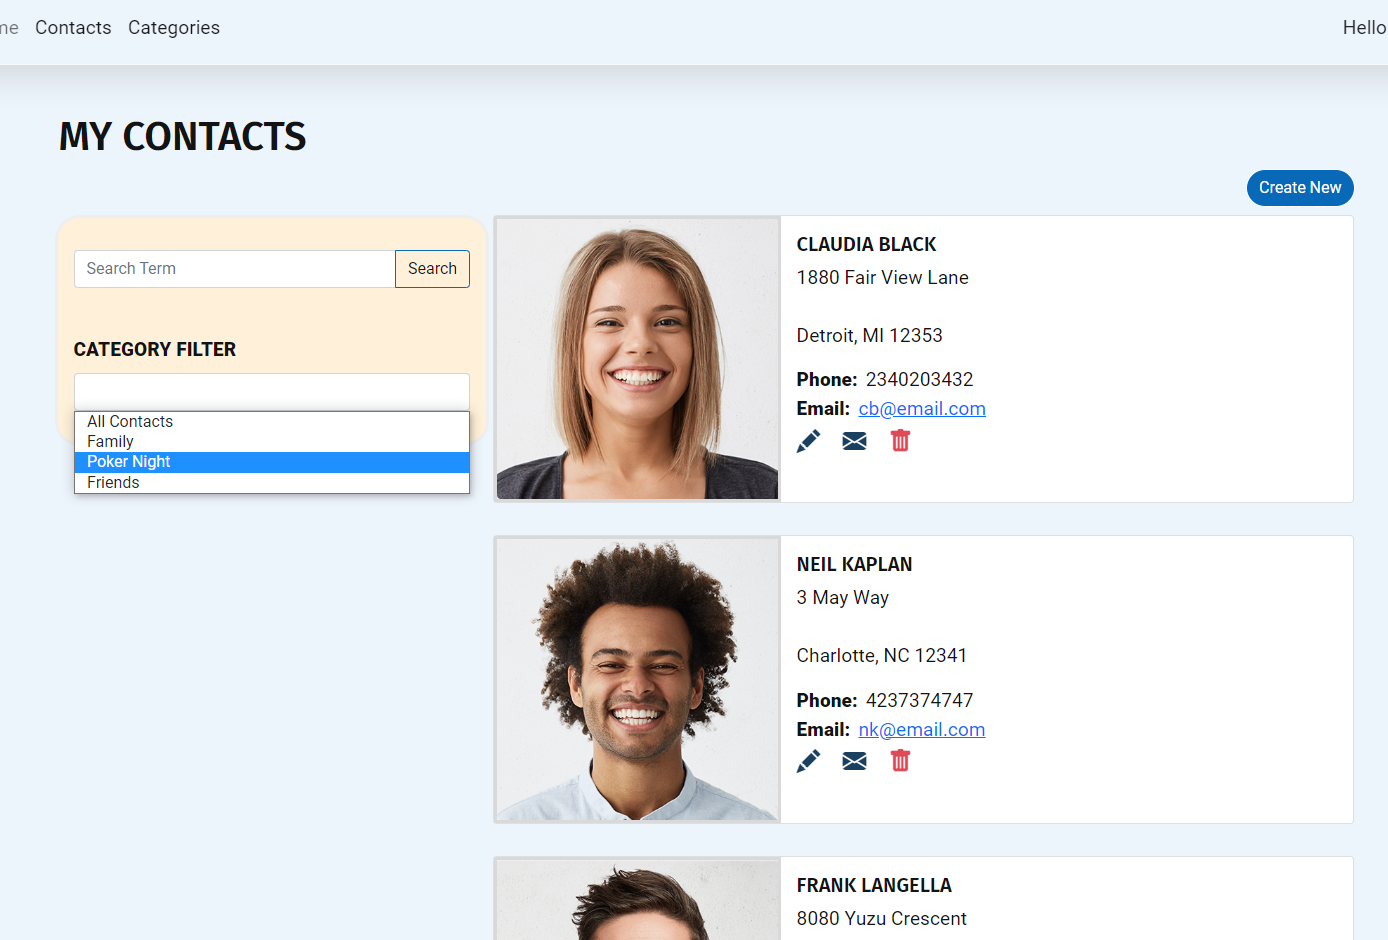 me Contacts Categories Hello
MY CONTACTS
Create New
Search Term Search
CATEGORY FILTER
All Contacts
Family
Poker Night
Friends
CLAUDIA BLACK
1880 Fair View Lane
Detroit, MI 12353
Phone: 2340203432
Email: cb@email.com
NEIL KAPLAN
3 May Way
Charlotte, NC 12341
Phone: 4237374747
Email: nk@email.com
FRANK LANGELLA
8080 Yuzu Crescent